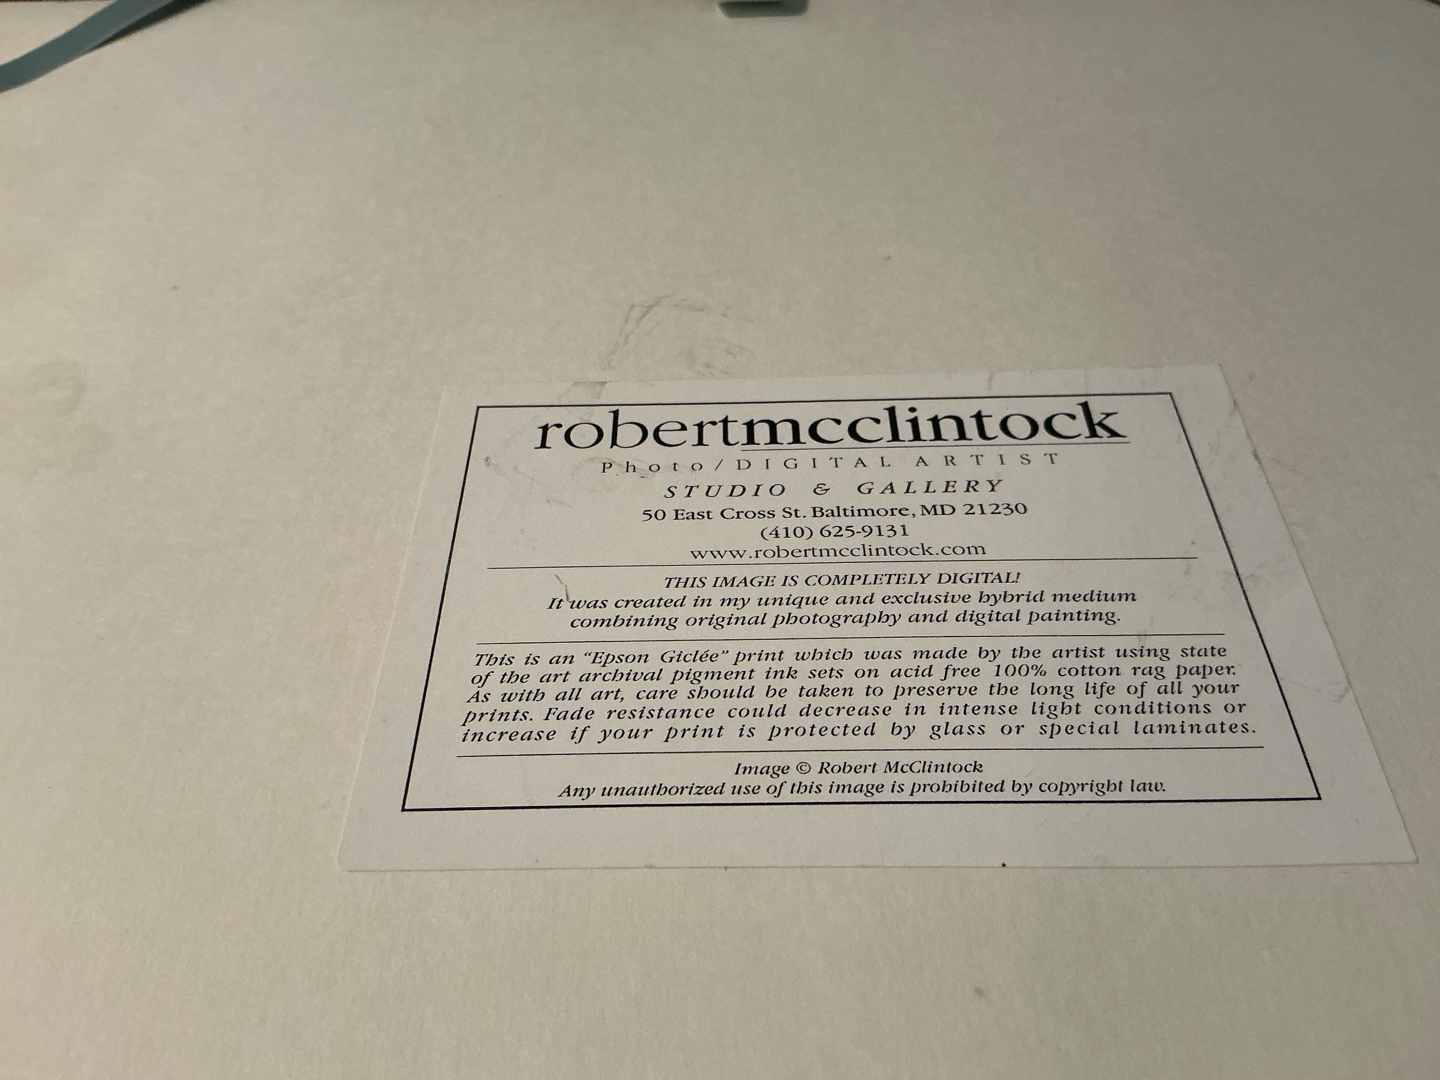 robertmcclintock
Photo/DIGITAL ARTIST
STUDIO & GALLERY
50 East Cross St. Baltimore, MD 21230
(410) 625-9131
www.robertmcclintock.com
THIS IMAGE IS COMPLETELY DIGITAL!
It was created in my unique and exclusive hybrid medium
combining original photography and digital painting.
This is an “Epson Giclée” print which was made by the artist using state
of the art archival pigment ink sets on acid free 100% cotton rag paper.
As with all art, care should be taken to preserve the long life of all your
prints. Fade resistance could decrease in intense light conditions or
increase if your print is protected by glass or special laminates.
Image © Robert McClintock
Any unauthorized use of this image is prohibited by copyright law.